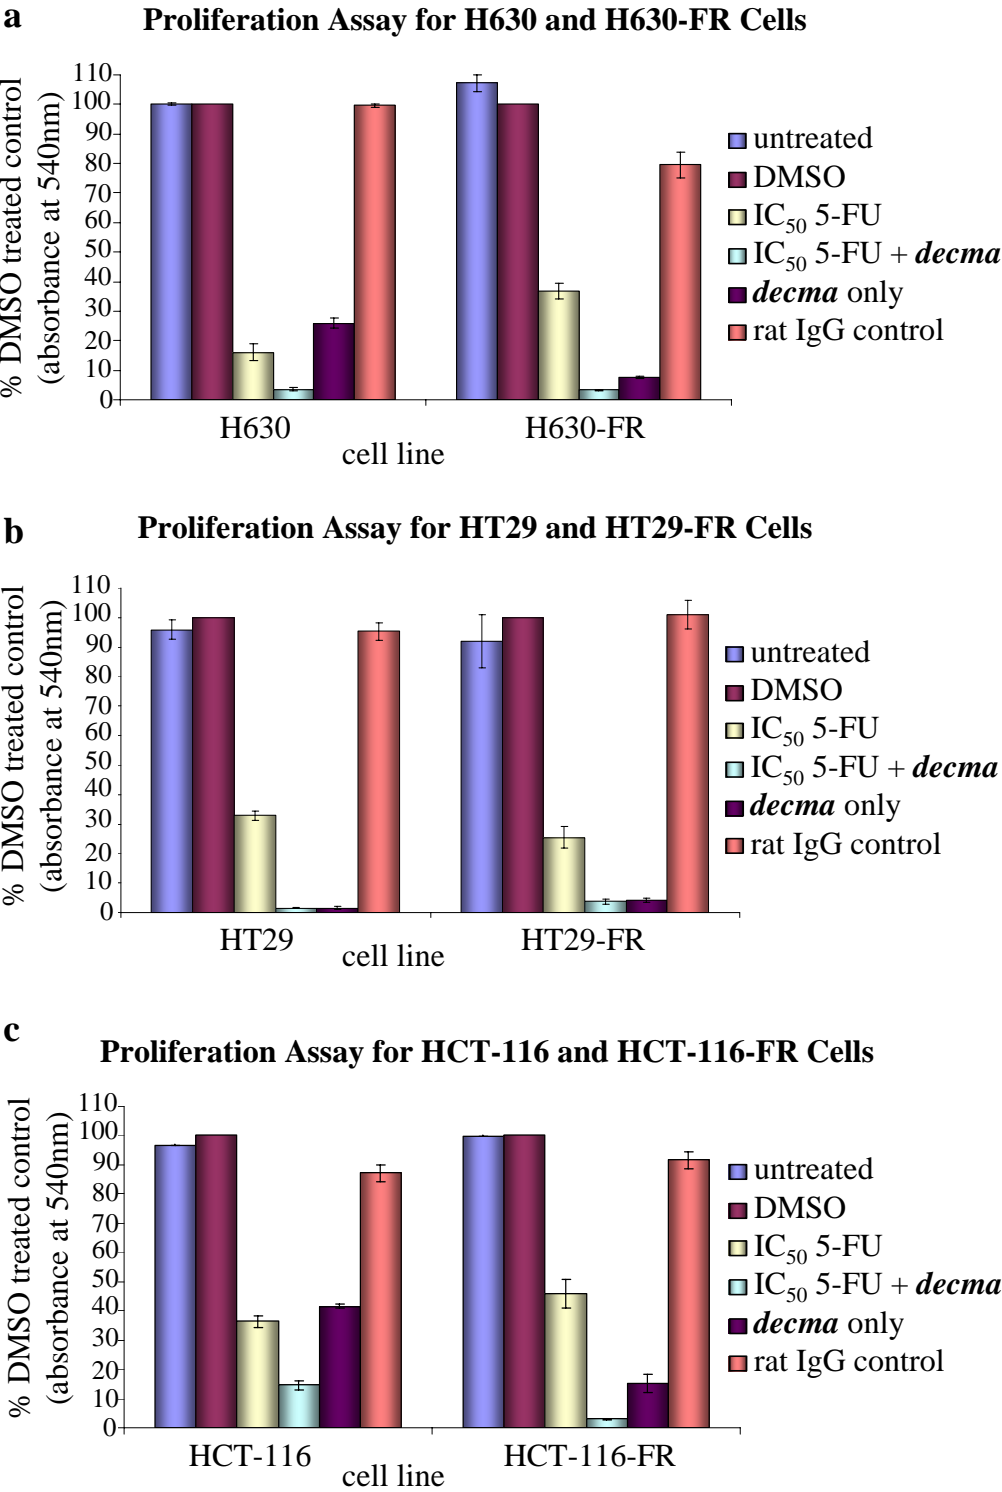 a
Proliferation Assay for H630 and H630-FR Cells
% DMSO treated control
(absorbance at 540nm)
110
100
90
80
70
60
50
40
30
20
10
0
H630
H630-FR
cell line
untreated
DMSO
IC50 5-FU
IC50 5-FU + decma
decma only
rat IgG control
b
Proliferation Assay for HT29 and HT29-FR Cells
% DMSO treated control
(absorbance at 540nm)
110
100
90
80
70
60
50
40
30
20
10
0
HT29
HT29-FR
cell line
untreated
DMSO
IC50 5-FU
IC50 5-FU + decma
decma only
rat IgG control
c
Proliferation Assay for HCT-116 and HCT-116-FR Cells
% DMSO treated control
(absorbance at 540nm)
110
100
90
80
70
60
50
40
30
20
10
0
HCT-116
HCT-116-FR
cell line
untreated
DMSO
IC50 5-FU
IC50 5-FU + decma
decma only
rat IgG control